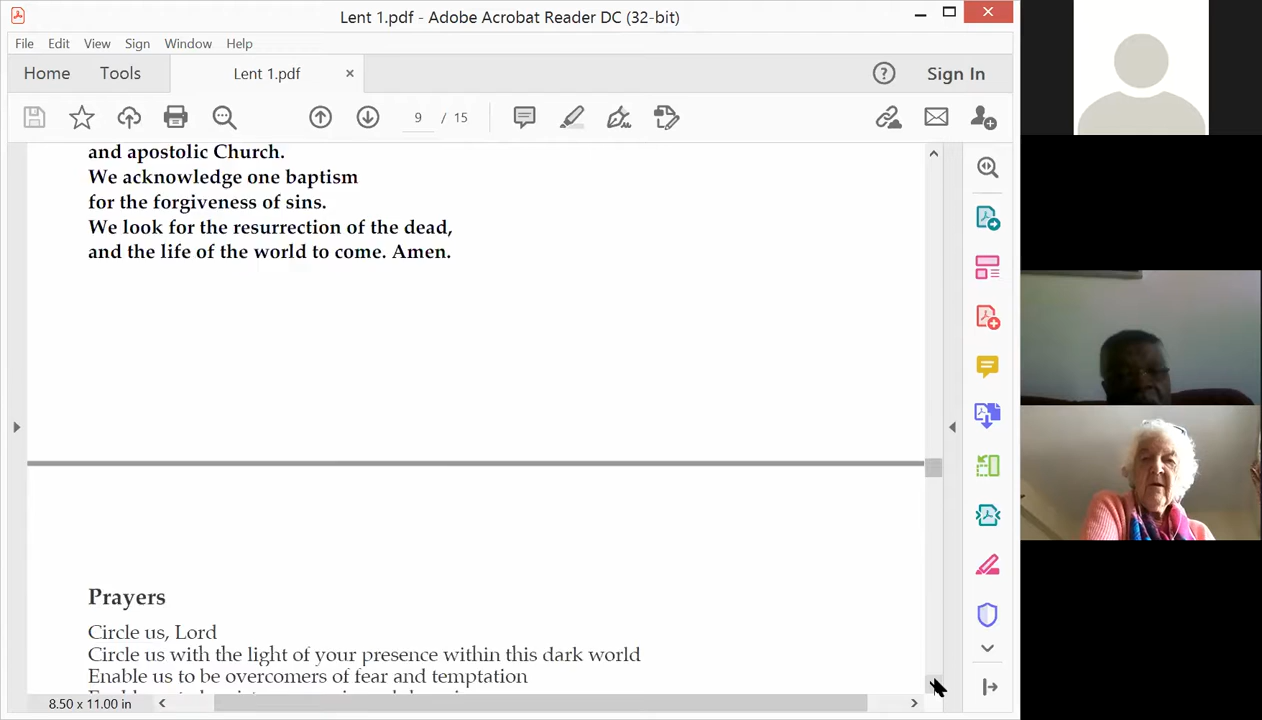 Lent 1.pdf - Adobe Acrobat Reader DC (32-bit)
File Edit View Sign Window Help
Home Tools Lent 1.pdf × Sign In
9 / 15
and apostolic Church.
We acknowledge one baptism
for the forgiveness of sins.
We look for the resurrection of the dead,
and the life of the world to come. Amen.
Prayers
Circle us, Lord
Circle us with the light of your presence within this dark world
Enable us to be overcomers of fear and temptation
8.50 x 11.00 in